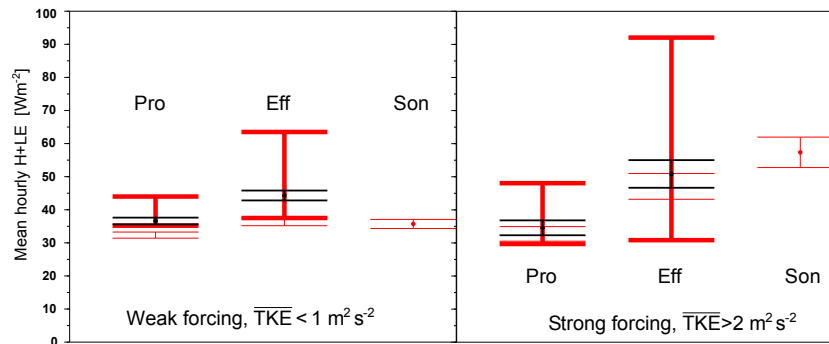 Mean hourly H+LE [Wm-2]
100
90
80
70
60
50
40
30
20
10
0
Pro Eff Son
Weak forcing, TKE < 1 m2 s-2
Pro Eff Son
Strong forcing, TKE>2 m2 s-2